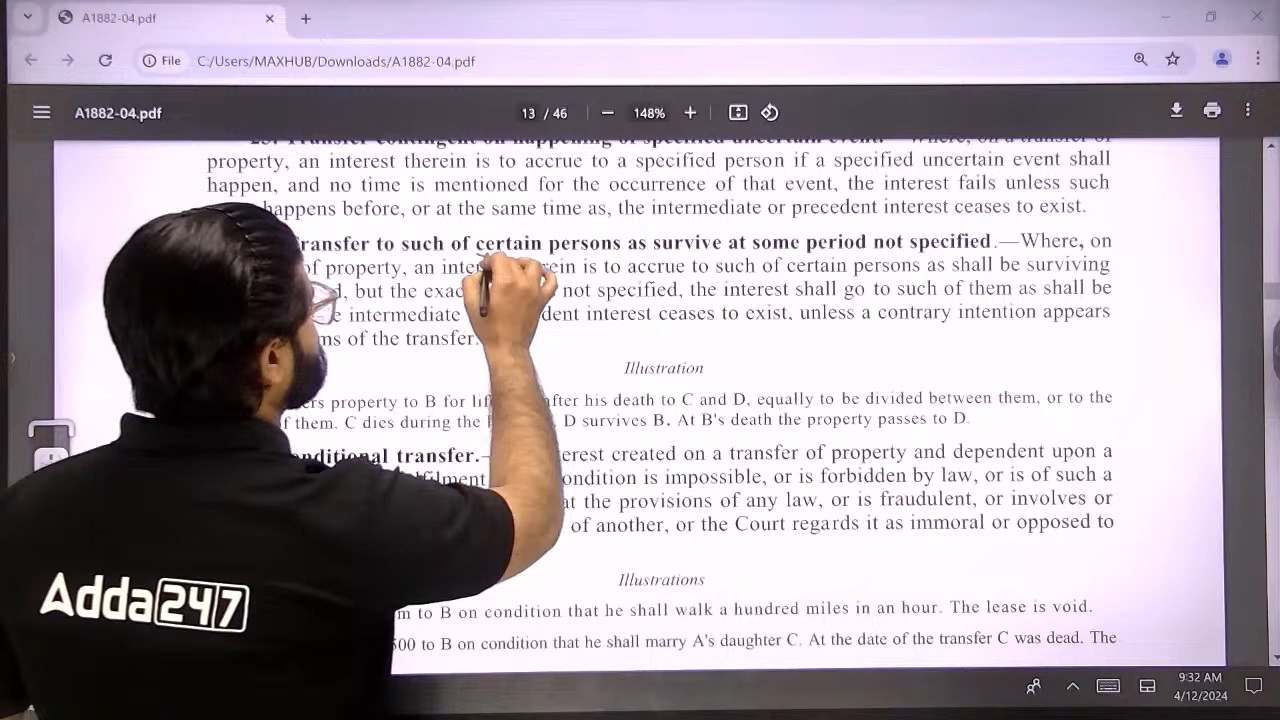 A1882-04.pdf
File C:/Users/MAXHUB/Downloads/A1882-04.pdf
A1882-04.pdf 13 / 46 148%
property, an interest therein is to accrue to a specified person if a specified uncertain event shall
happen, and no time is mentioned for the occurrence of that event, the interest fails unless such
happens before, or at the same time as, the intermediate or precedent interest ceases to exist.
ransfer to such of certain persons as survive at some period not specified.—Where, on
of property, an inter rein is to accrue to such of certain persons as shall be surviving
d, but the exac not specified, the interest shall go to such of them as shall be
e intermediate dent interest ceases to exist, unless a contrary intention appears
ms of the transfer.
Illustration
ers property to B for lif fter his death to C and D, equally to be divided between them, or to the
f them. C dies during the D survives B. At B's death the property passes to D.
nditional transfer.— erest created on a transfer of property and dependent upon a
filment ondition is impossible, or is forbidden by law, or is of such a
at the provisions of any law, or is fraudulent, or involves or
of another, or the Court regards it as immoral or opposed to
Illustrations
m to B on condition that he shall walk a hundred miles in an hour. The lease is void.
500 to B on condition that he shall marry A's daughter C. At the date of the transfer C was dead. The
Adda247
9:32 AM
4/12/2024